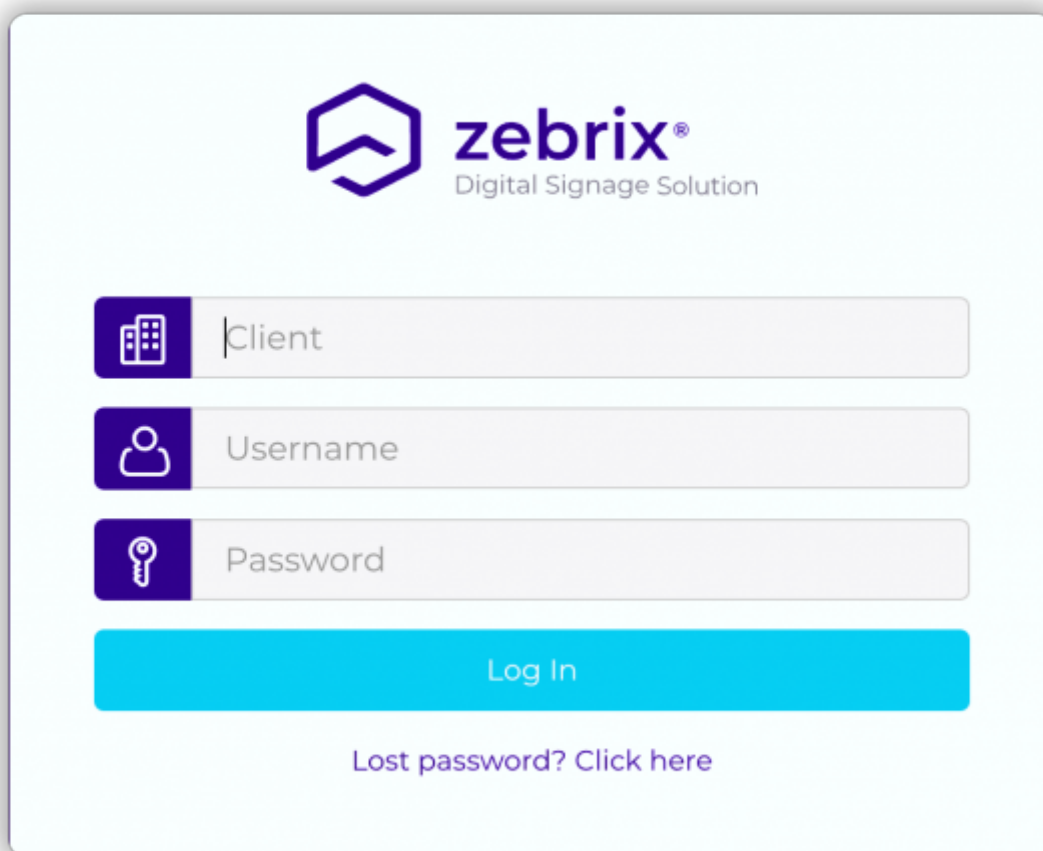 zebrix®
Digital Signage Solution
Client
Username
Password
Log In
Lost password? Click here